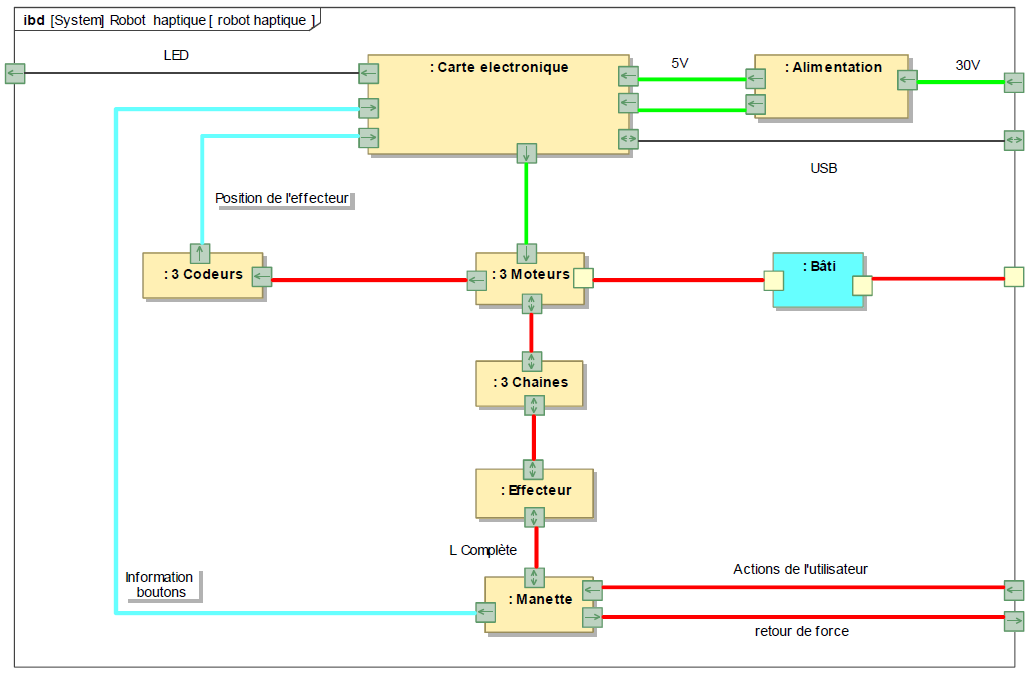 ibd [System] Robot haptique [ robot haptique ]
LED
: Carte electronique
5V
: Alimentation
30V
USB
Position de l'effecteur
: 3 Codeurs
: 3 Moteurs
: Bâti
: 3 Chaines
: Effecteur
L Complète
Information
boutons
: Manette
Actions de l'utilisateur
retour de force